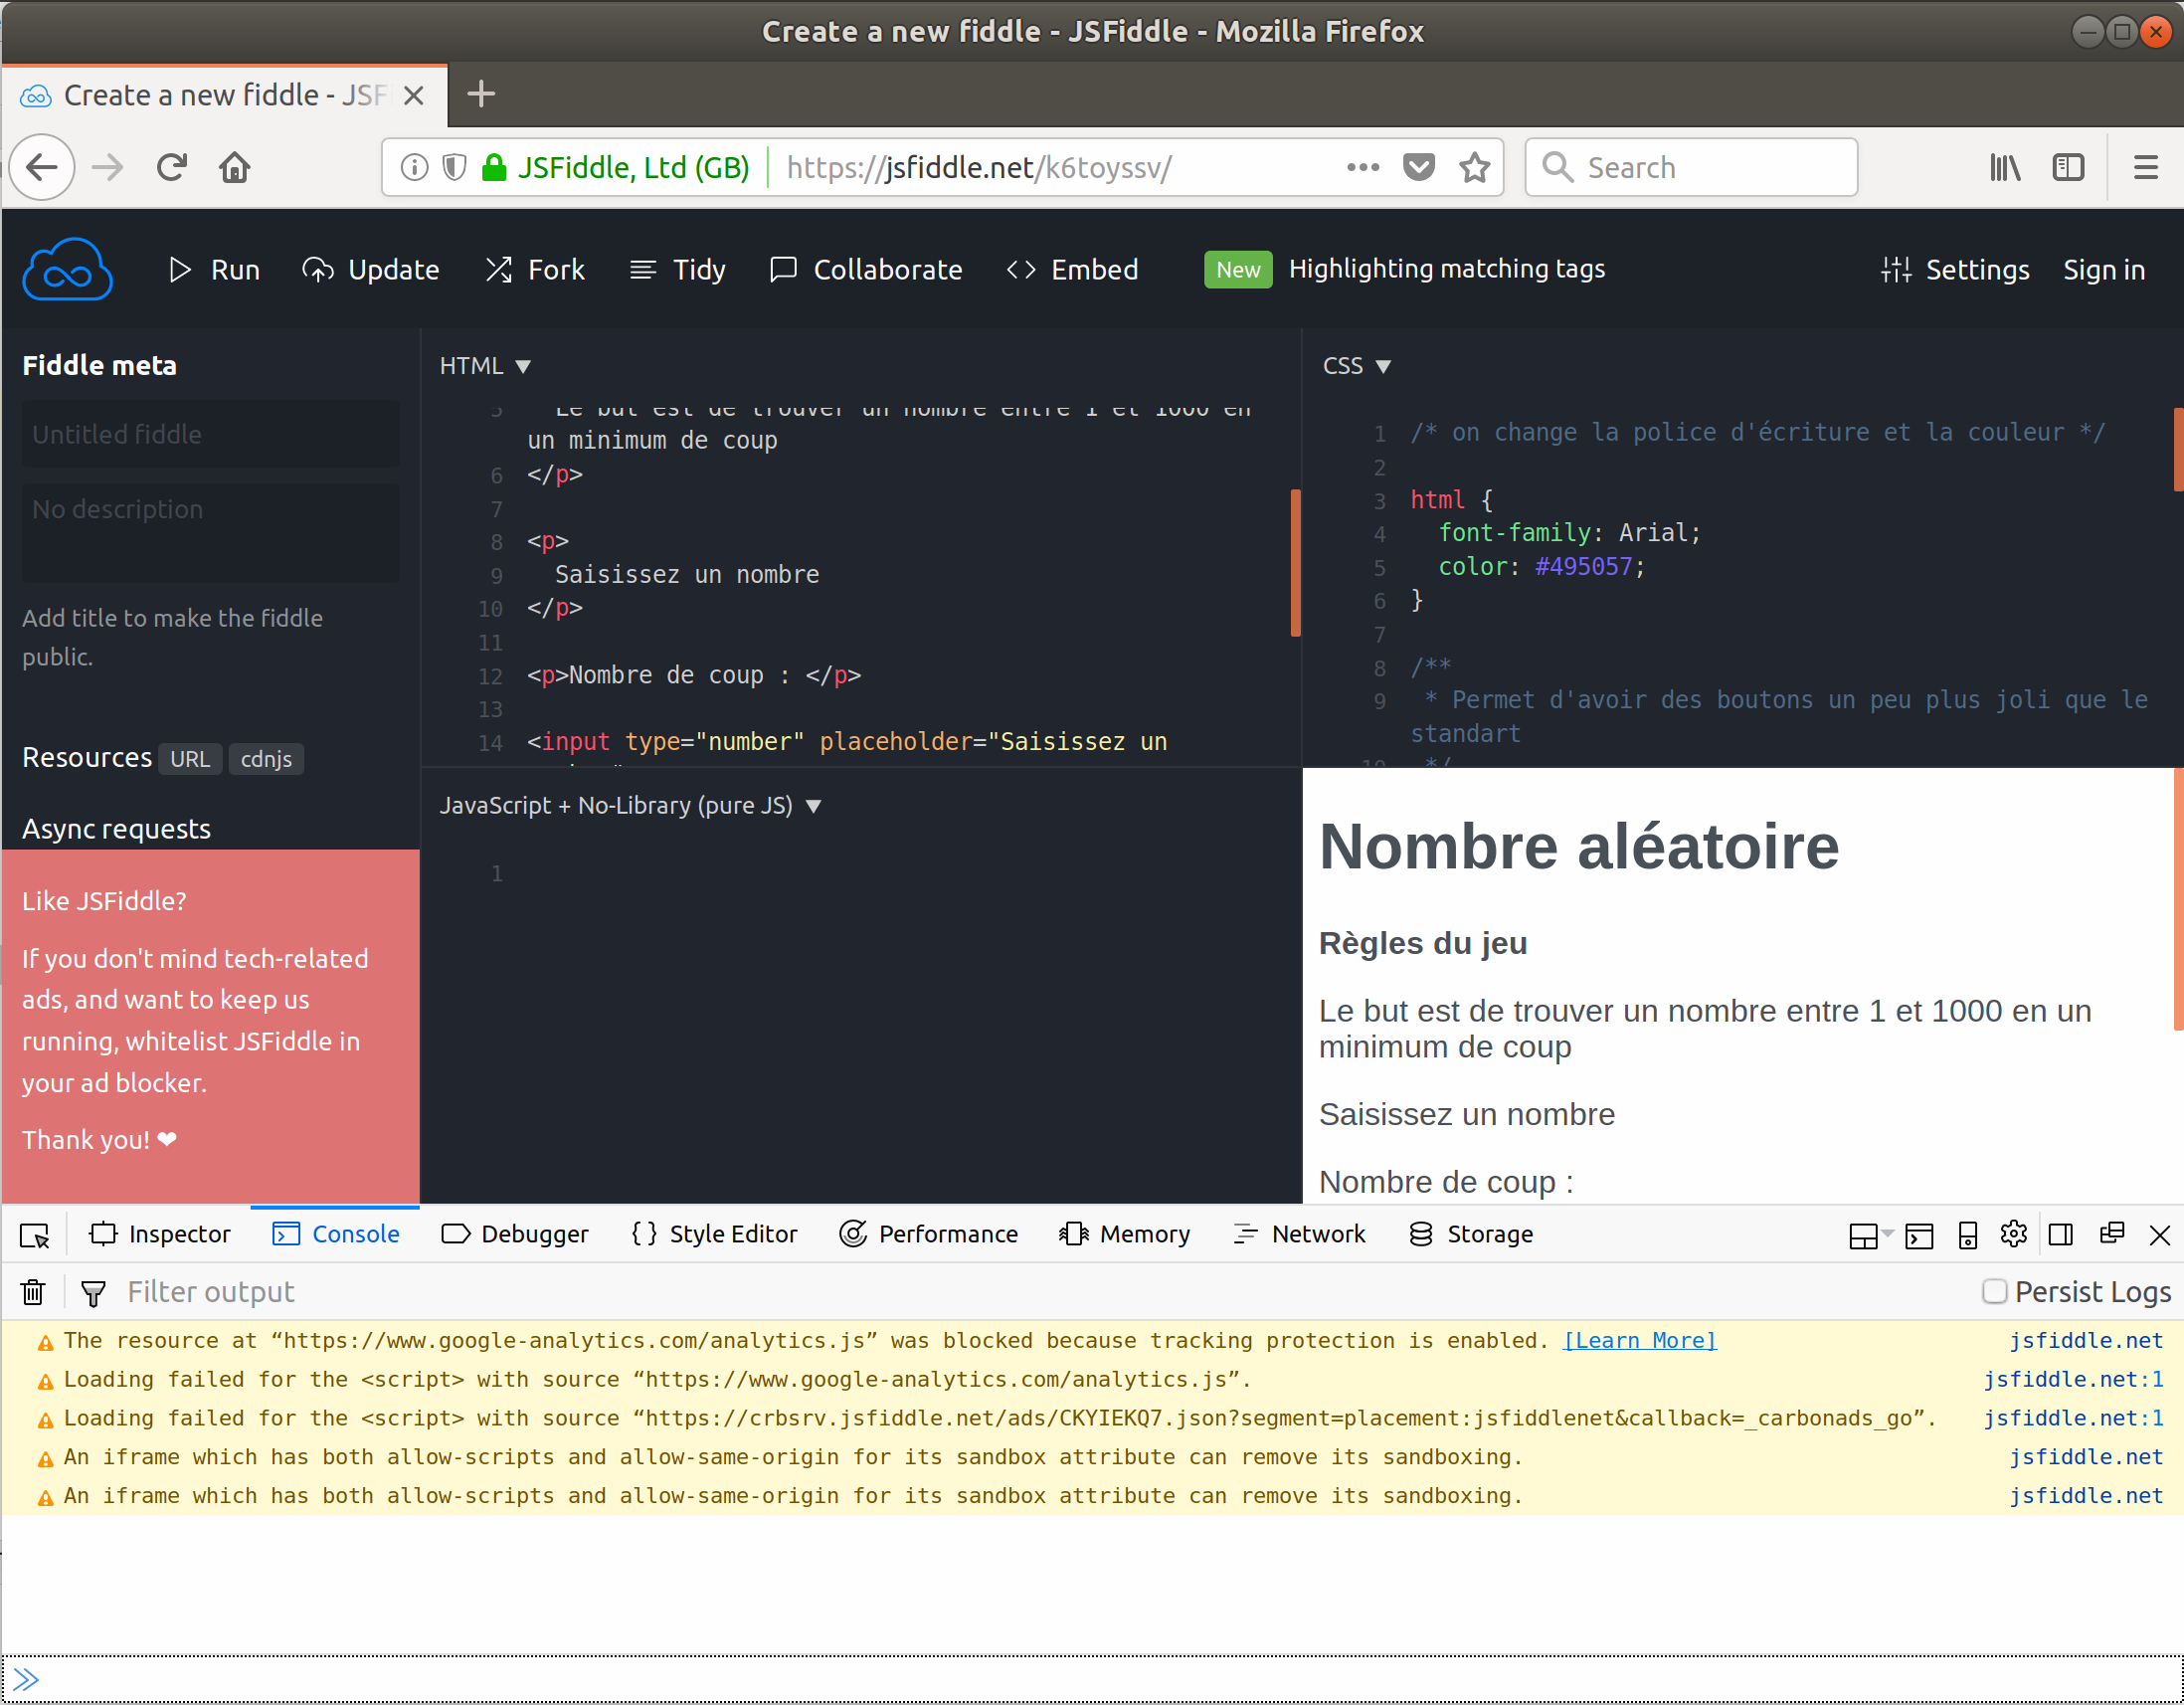 Create a new fiddle - JSFiddle - Mozilla Firefox
Create a new fiddle - JSF
JSFiddle, Ltd (GB) https://jsfiddle.net/k6toyssv/ Search
Run Update Fork Tidy Collaborate Embed New Highlighting matching tags Settings Sign in
Fiddle meta
Untitled fiddle
No description
Add title to make the fiddle
public.
Resources URL cdnjs
Async requests
Like JSFiddle?
If you don't mind tech-related
ads, and want to keep us
running, whitelist JSFiddle in
your ad blocker.
Thank you! ❤
HTML ▼
5 Le but est de trouver un nombre entre 1 et 1000 en
un minimum de coup
6 </p>
7
8 <p>
9 Saisissez un nombre
10 </p>
11
12 <p>Nombre de coup : </p>
13
14 <input type="number" placeholder="Saisissez un
CSS ▼
1 /* on change la police d'écriture et la couleur */
2
3 html {
4 font-family: Arial;
5 color: #495057;
6 }
7
8 /**
9 * Permet d'avoir des boutons un peu plus joli que le
standart
10 */
JavaScript + No-Library (pure JS) ▼
1
Nombre aléatoire
Règles du jeu
Le but est de trouver un nombre entre 1 et 1000 en un
minimum de coup
Saisissez un nombre
Nombre de coup :
Inspector Console Debugger Style Editor Performance Memory Network Storage
Filter output Persist Logs
The resource at “https://www.google-analytics.com/analytics.js” was blocked because tracking protection is enabled. [Learn More] jsfiddle.net
Loading failed for the <script> with source “https://www.google-analytics.com/analytics.js”. jsfiddle.net:1
Loading failed for the <script> with source “https://crbsrv.jsfiddle.net/ads/CKYIEKQ7.json?segment=placement:jsfiddlenet&callback=_carbonads_go”. jsfiddle.net:1
An iframe which has both allow-scripts and allow-same-origin for its sandbox attribute can remove its sandboxing. jsfiddle.net
An iframe which has both allow-scripts and allow-same-origin for its sandbox attribute can remove its sandboxing. jsfiddle.net